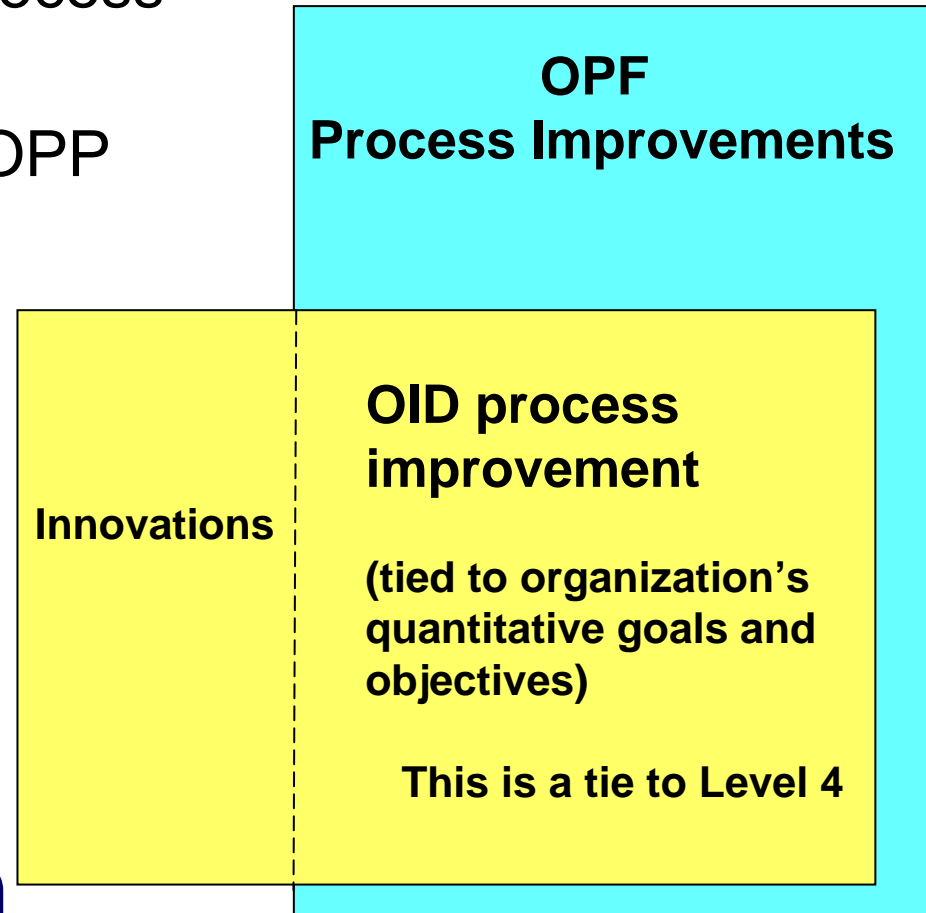 OPP
OPF
Process Improvements
Innovations
OID process
improvement
(tied to organization’s
quantitative goals and
objectives)
This is a tie to Level 4